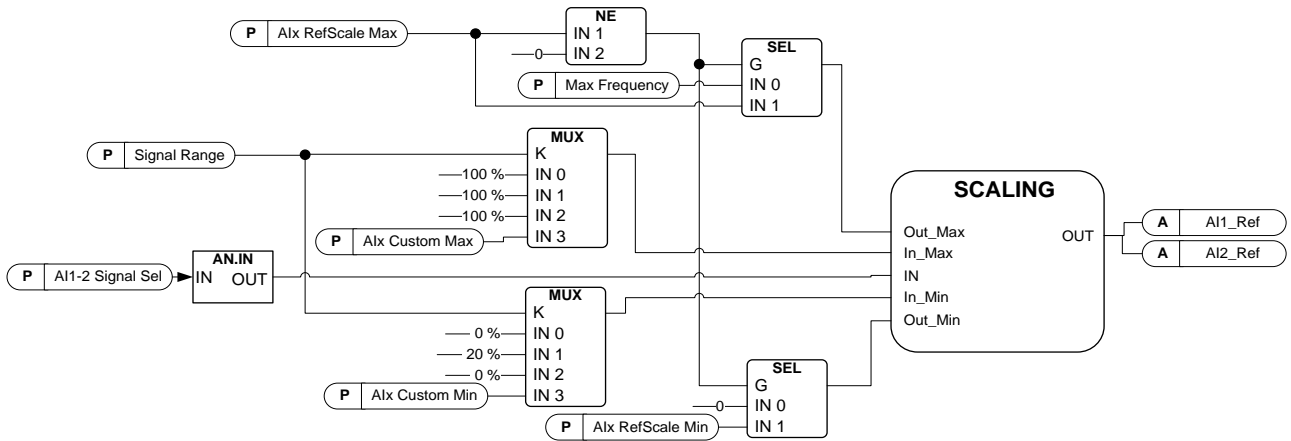 P AIx RefScale Max
NE
IN 1
0 IN 2
SEL
G
P Max Frequency IN 0
IN 1
P Signal Range
MUX
K
100 % IN 0
100 % IN 1
100 % IN 2
P AIx Custom Max IN 3
SCALING
Out_Max
In_Max
IN
In_Min
Out_Min
OUT
A AI1_Ref
A AI2_Ref
P AI1-2 Signal Sel
AN.IN
IN OUT
MUX
K
0 % IN 0
20 % IN 1
0 % IN 2
P AIx Custom Min IN 3
SEL
G
0 IN 0
P AIx RefScale Min IN 1